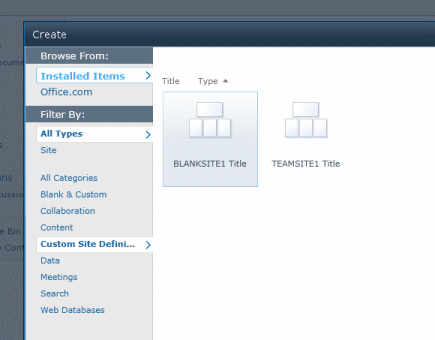 Create
Browse From:
Installed Items
Office.com
Filter By:
All Types
Site
All Categories
Blank & Custom
Collaboration
Content
Custom Site Defini...
Data
Meetings
Search
Web Databases
Title Type
BLANKSITE1 Title
TEAMSITE1 Title